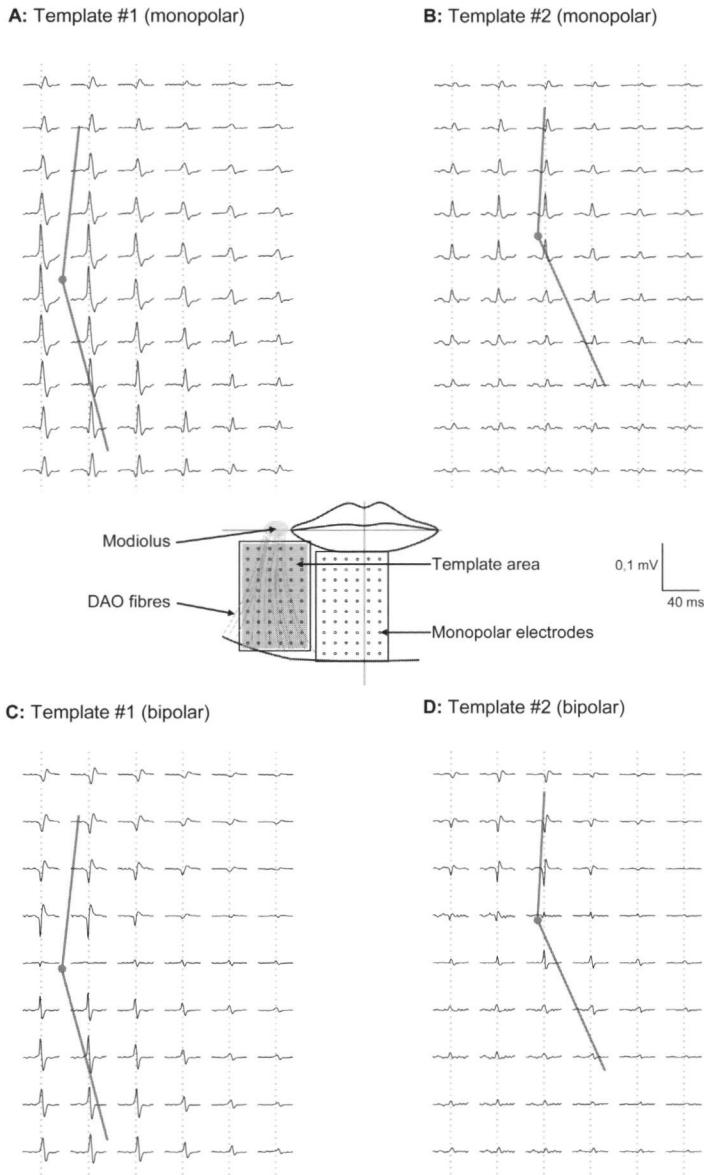 A: Template #1 (monopolar)
B: Template #2 (monopolar)
Modiolus
Template area
DAO fibres
Monopolar electrodes
0,1 mV
40 ms
C: Template #1 (bipolar)
D: Template #2 (bipolar)